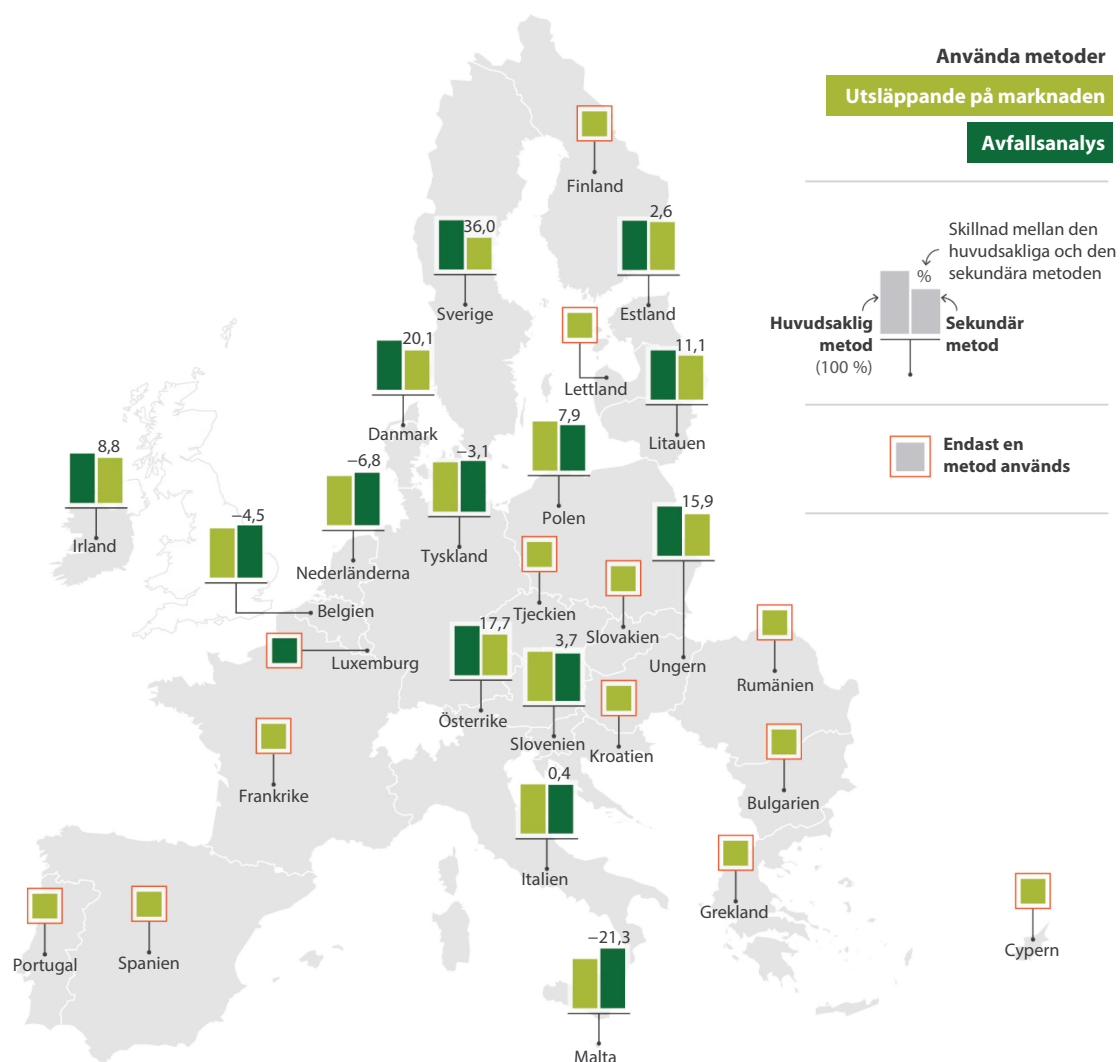 Använda metoder
Utsläppande på marknaden
Avfallsanalys
Skillnad mellan den
huvudsakliga och den
sekundära metoden
%
Huvudsaklig
metod
(100 %)
Sekundär
metod
Endast en
metod används
Finland
36,0
Sverige
2,6
Estland
Lettland
20,1
Danmark
11,1
Litauen
7,9
Polen
8,8
Irland
−6,8
Nederländerna
−3,1
Tyskland
−4,5
Belgien
15,9
Ungern
Tjeckien
Slovakien
Luxemburg
17,7
Österrike
3,7
Slovenien
Kroatien
Rumänien
Frankrike
Bulgarien
0,4
Italien
Grekland
Portugal
Spanien
Cypern
−21,3
Malta